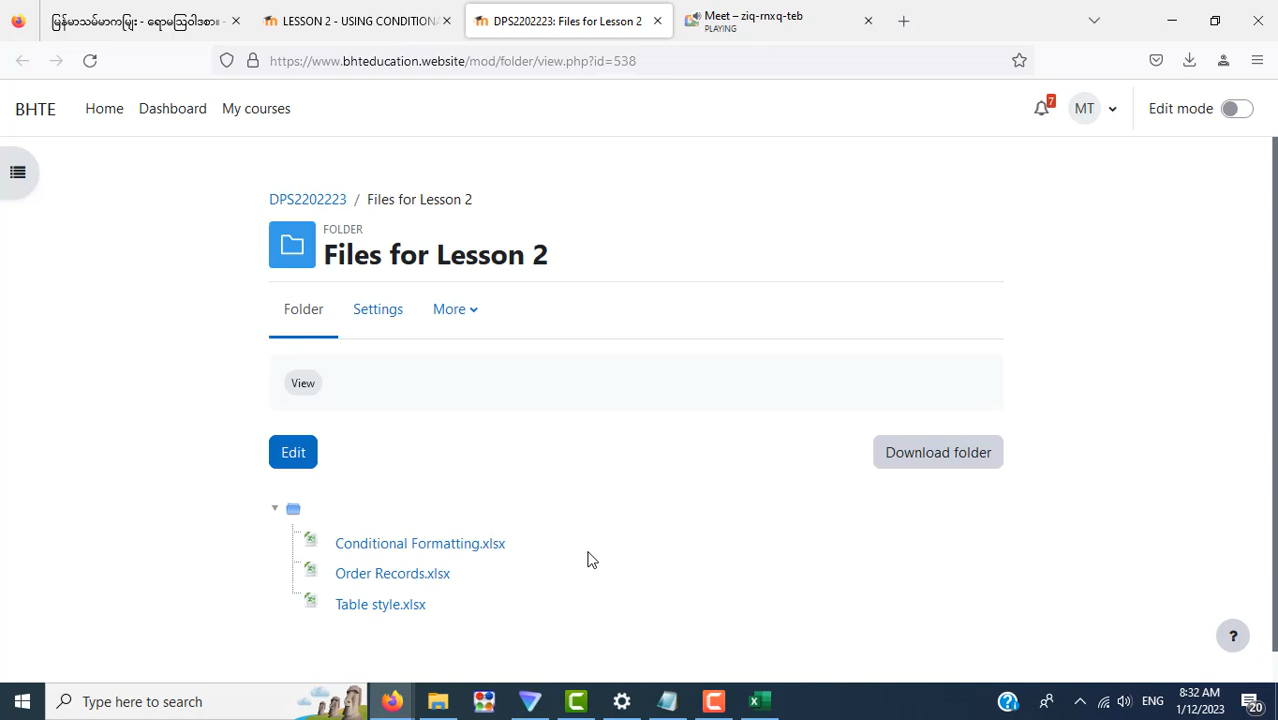 မြန်မာသမ်မာကမြုး - ရောမဩဝါဒစား -
LESSON 2 - USING CONDITIONA
DPS2202223: Files for Lesson 2
Meet – ziq-rnxq-teb
PLAYING
https://www.bhteducation.website/mod/folder/view.php?id=538
BHTE Home Dashboard My courses 7 MT Edit mode
DPS2202223 / Files for Lesson 2
FOLDER
Files for Lesson 2
Folder Settings More
View
Edit Download folder
Conditional Formatting.xlsx
Order Records.xlsx
Table style.xlsx
?
Type here to search
ENG
8:32 AM
1/12/2023
20